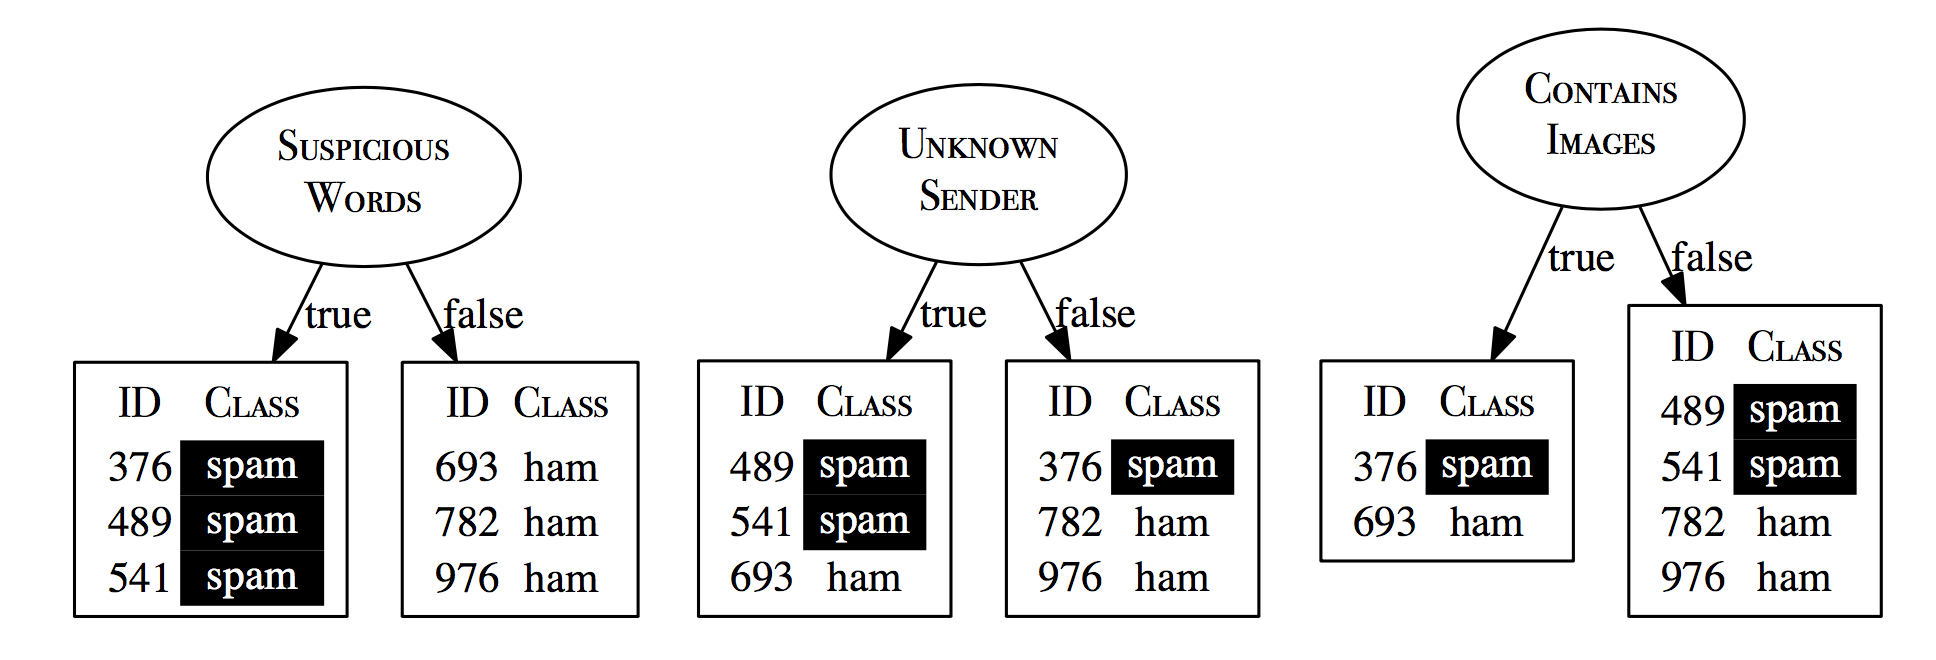 SUSPICIOUS
WORDS
true
false
ID CLASS
376 spam
489 spam
541 spam
ID CLASS
693 ham
782 ham
976 ham
UNKNOWN
SENDER
true
false
ID CLASS
489 spam
541 spam
693 ham
ID CLASS
376 spam
782 ham
976 ham
CONTAINS
IMAGES
true
false
ID CLASS
376 spam
693 ham
ID CLASS
489 spam
541 spam
782 ham
976 ham